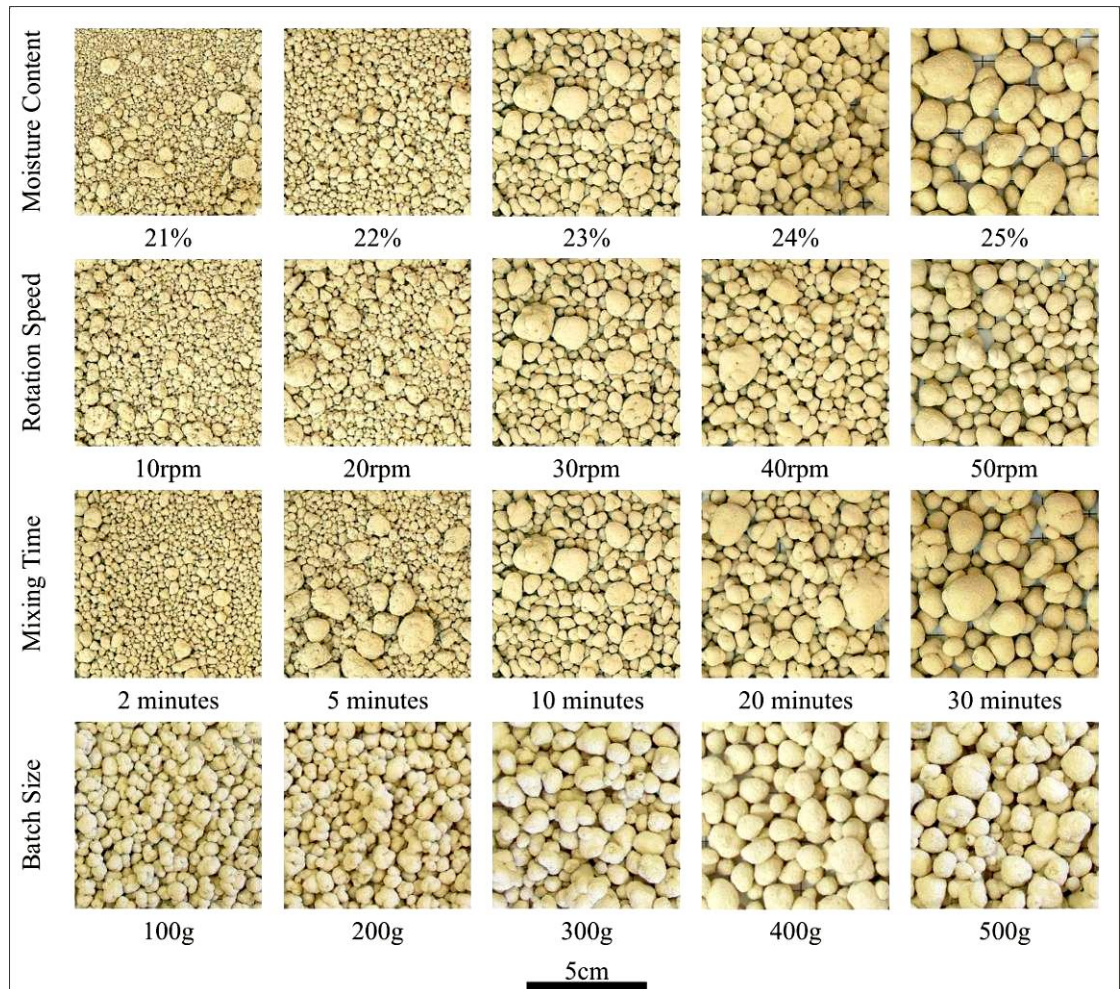 Moisture Content
21% 22% 23% 24% 25%
Rotation Speed
10rpm 20rpm 30rpm 40rpm 50rpm
Mixing Time
2 minutes 5 minutes 10 minutes 20 minutes 30 minutes
Batch Size
100g 200g 300g 400g 500g
5cm